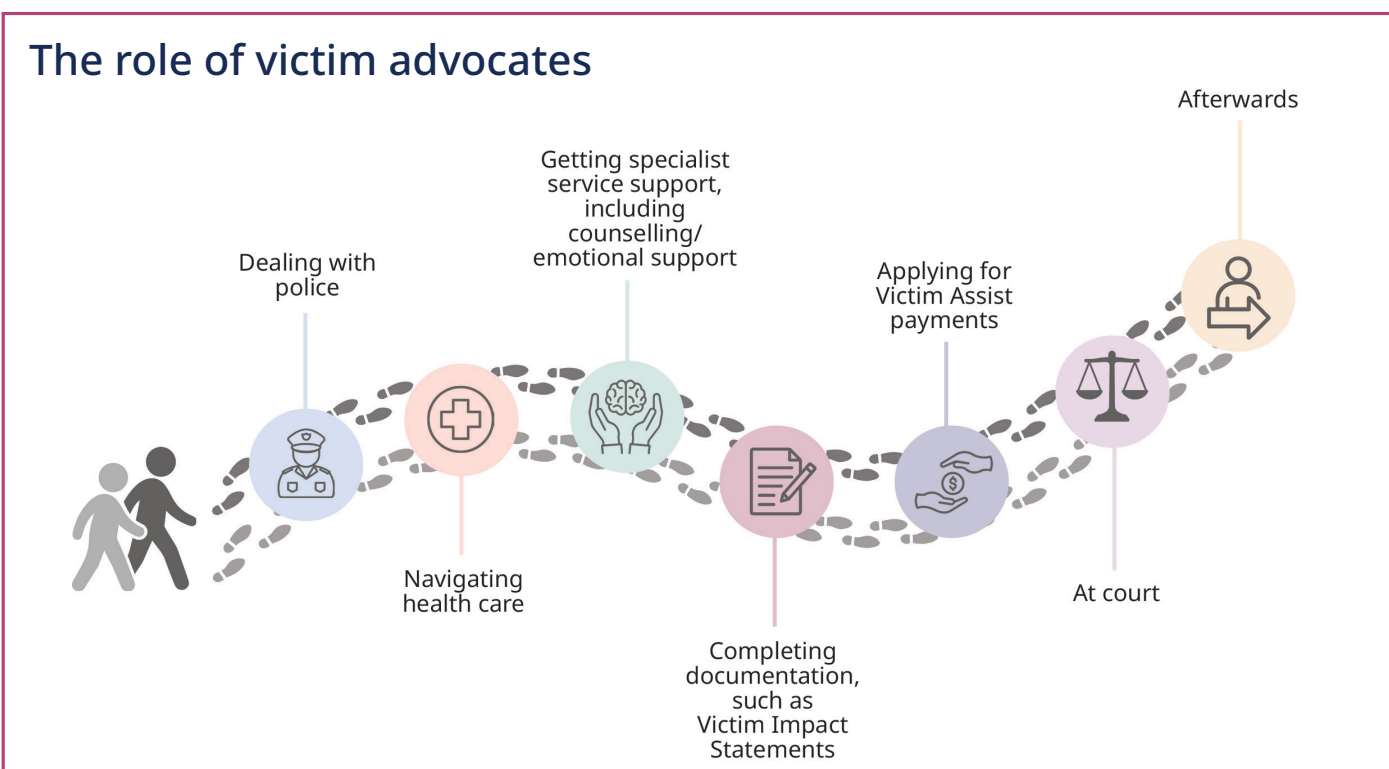 The role of victim advocates
Dealing with
police
Navigating
health care
Getting specialist
service support,
including
counselling/
emotional support
Completing
documentation,
such as
Victim Impact
Statements
Applying for
Victim Assist
payments
$
At court
Afterwards